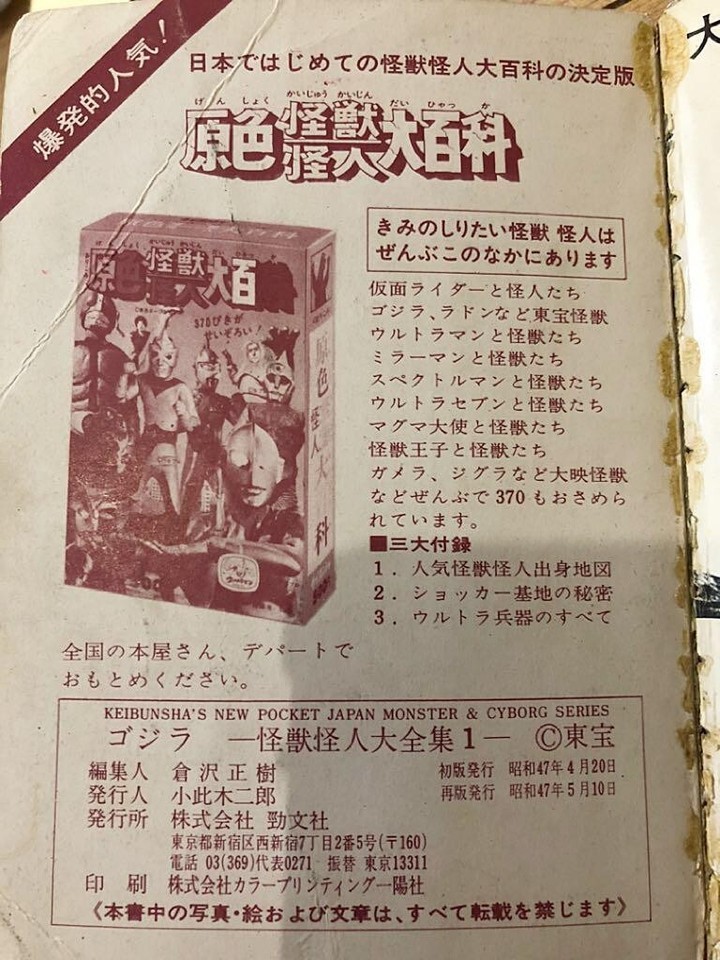 爆発的人気!
日本ではじめての怪獣怪人大百科の決定版
げんしょく かいじゅう かいじん だいひゃっか
原色怪獣怪人大百科
きみのしりたい怪獣 怪人は
ぜんぶこのなかにあります
原色怪獣怪人大百
370ぴきが
せいぞろい!
仮面ライダーと怪人たち
ゴジラ、ラドンなど東宝怪獣
ウルトラマンと怪獣たち
ミラーマンと怪獣たち
スペクトルマンと怪獣たち
ウルトラセブンと怪獣たち
マグマ大使と怪獣たち
怪獣王子と怪獣たち
ガメラ、ジグラなど大映怪獣
などぜんぶで370もおさめら
れています。
■三大付録
1.人気怪獣怪人出身地図
2.ショッカー基地の秘密
3.ウルトラ兵器のすべて
全国の本屋さん、デパートで
おもとめください。
KEIBUNSHA'S NEW POCKET JAPAN MONSTER & CYBORG SERIES
ゴジラ ―怪獣怪人大全集1― ©東宝
編集人 倉沢正樹 初版発行 昭和47年4月20日
発行人 小此木二郎 再版発行 昭和47年5月10日
発行所 株式会社 勁文社
東京都新宿区西新宿7丁目2番5号(〒160)
電話 03(369)代表0271 振替 東京13311
印刷 株式会社カラープリンティング一陽社
《本書中の写真・絵および文章は、すべて転載を禁じます》
大